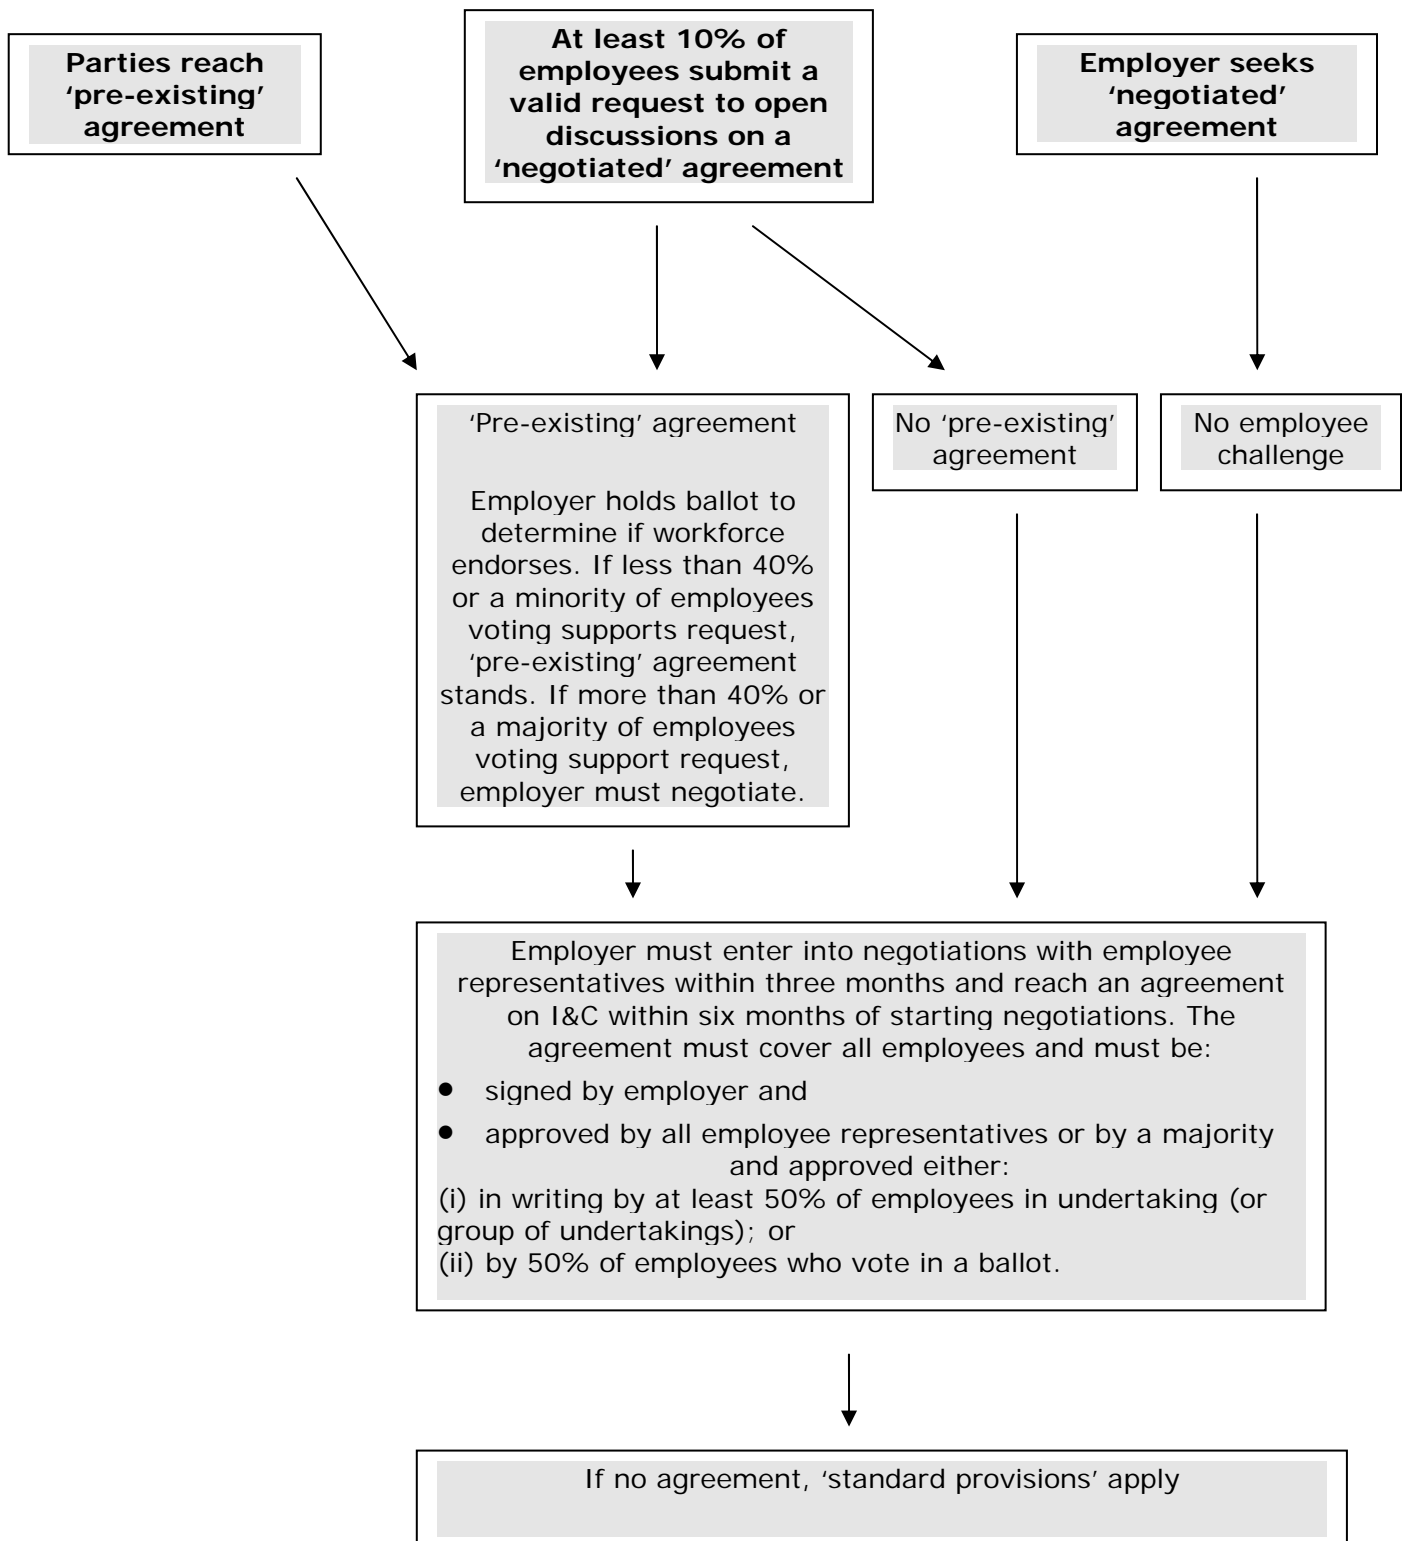 Parties reach
‘pre-existing’
agreement
At least 10% of
employees submit a
valid request to open
discussions on a
‘negotiated’ agreement
Employer seeks
‘negotiated’
agreement
‘Pre-existing’ agreement
Employer holds ballot to
determine if workforce
endorses. If less than 40%
or a minority of employees
voting supports request,
‘pre-existing’ agreement
stands. If more than 40% or
a majority of employees
voting support request,
employer must negotiate.
No ‘pre-existing’
agreement
No employee
challenge
Employer must enter into negotiations with employee
representatives within three months and reach an agreement
on I&C within six months of starting negotiations. The
agreement must cover all employees and must be:
• signed by employer and
• approved by all employee representatives or by a majority
and approved either:
(i) in writing by at least 50% of employees in undertaking (or
group of undertakings); or
(ii) by 50% of employees who vote in a ballot.
If no agreement, ‘standard provisions’ apply